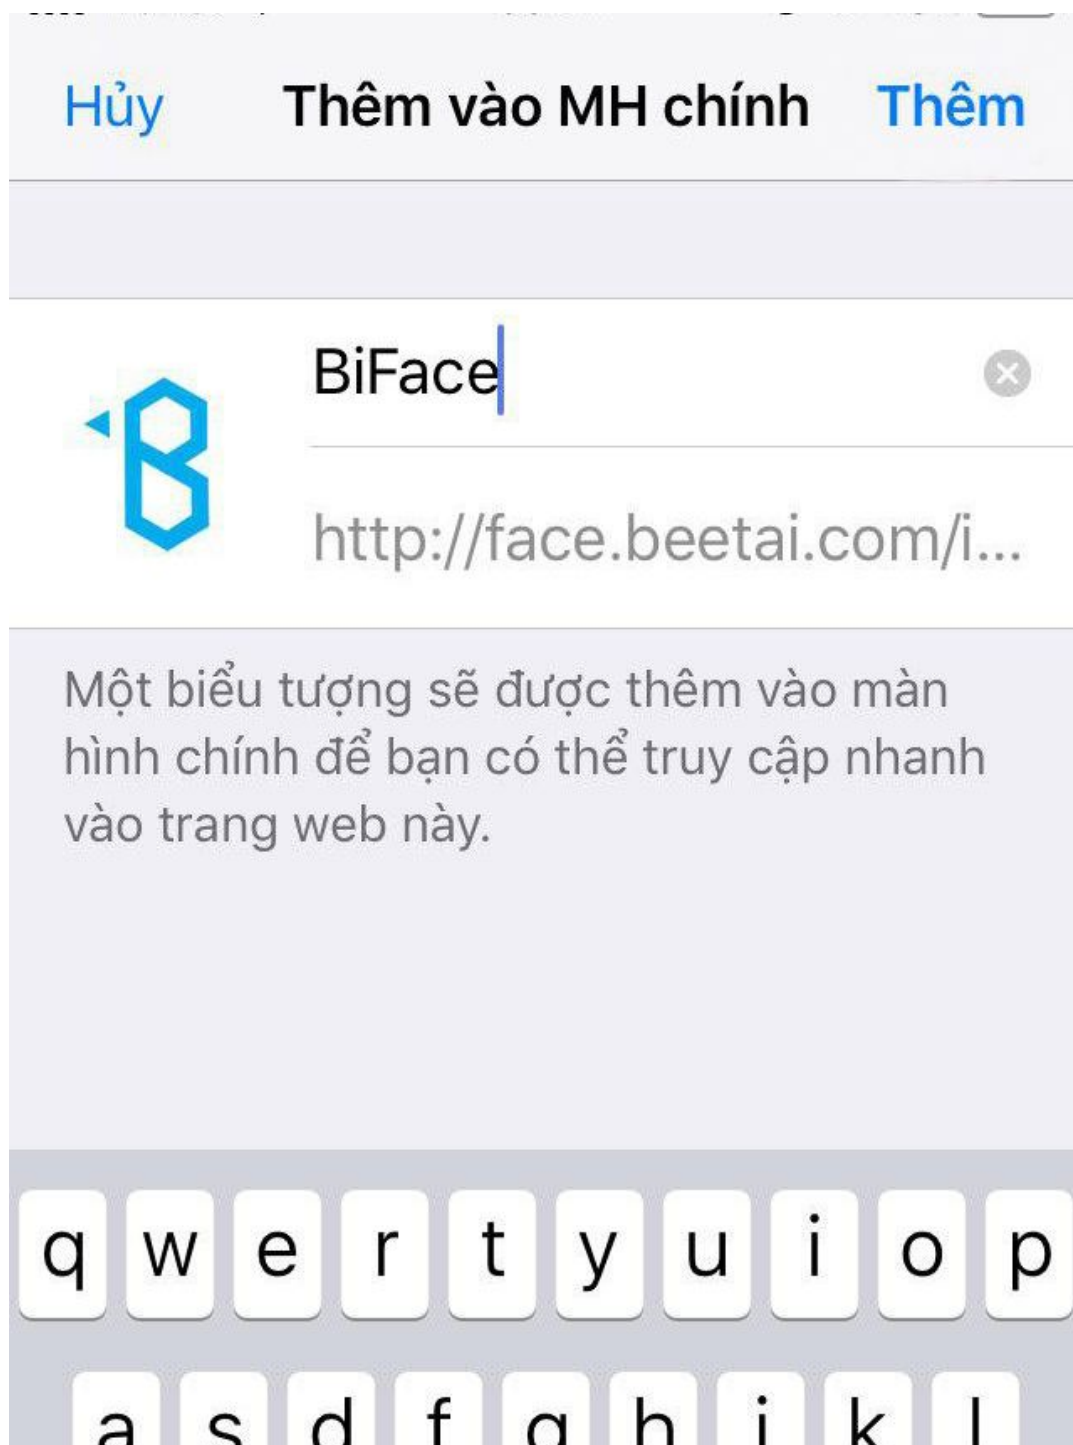 Hủy Thêm vào MH chính Thêm
BiFace
http://face.beetai.com/i...
Một biểu tượng sẽ được thêm vào màn
hình chính để bạn có thể truy cập nhanh
vào trang web này.
q w e r t y u i o p
a s d f g h j k l